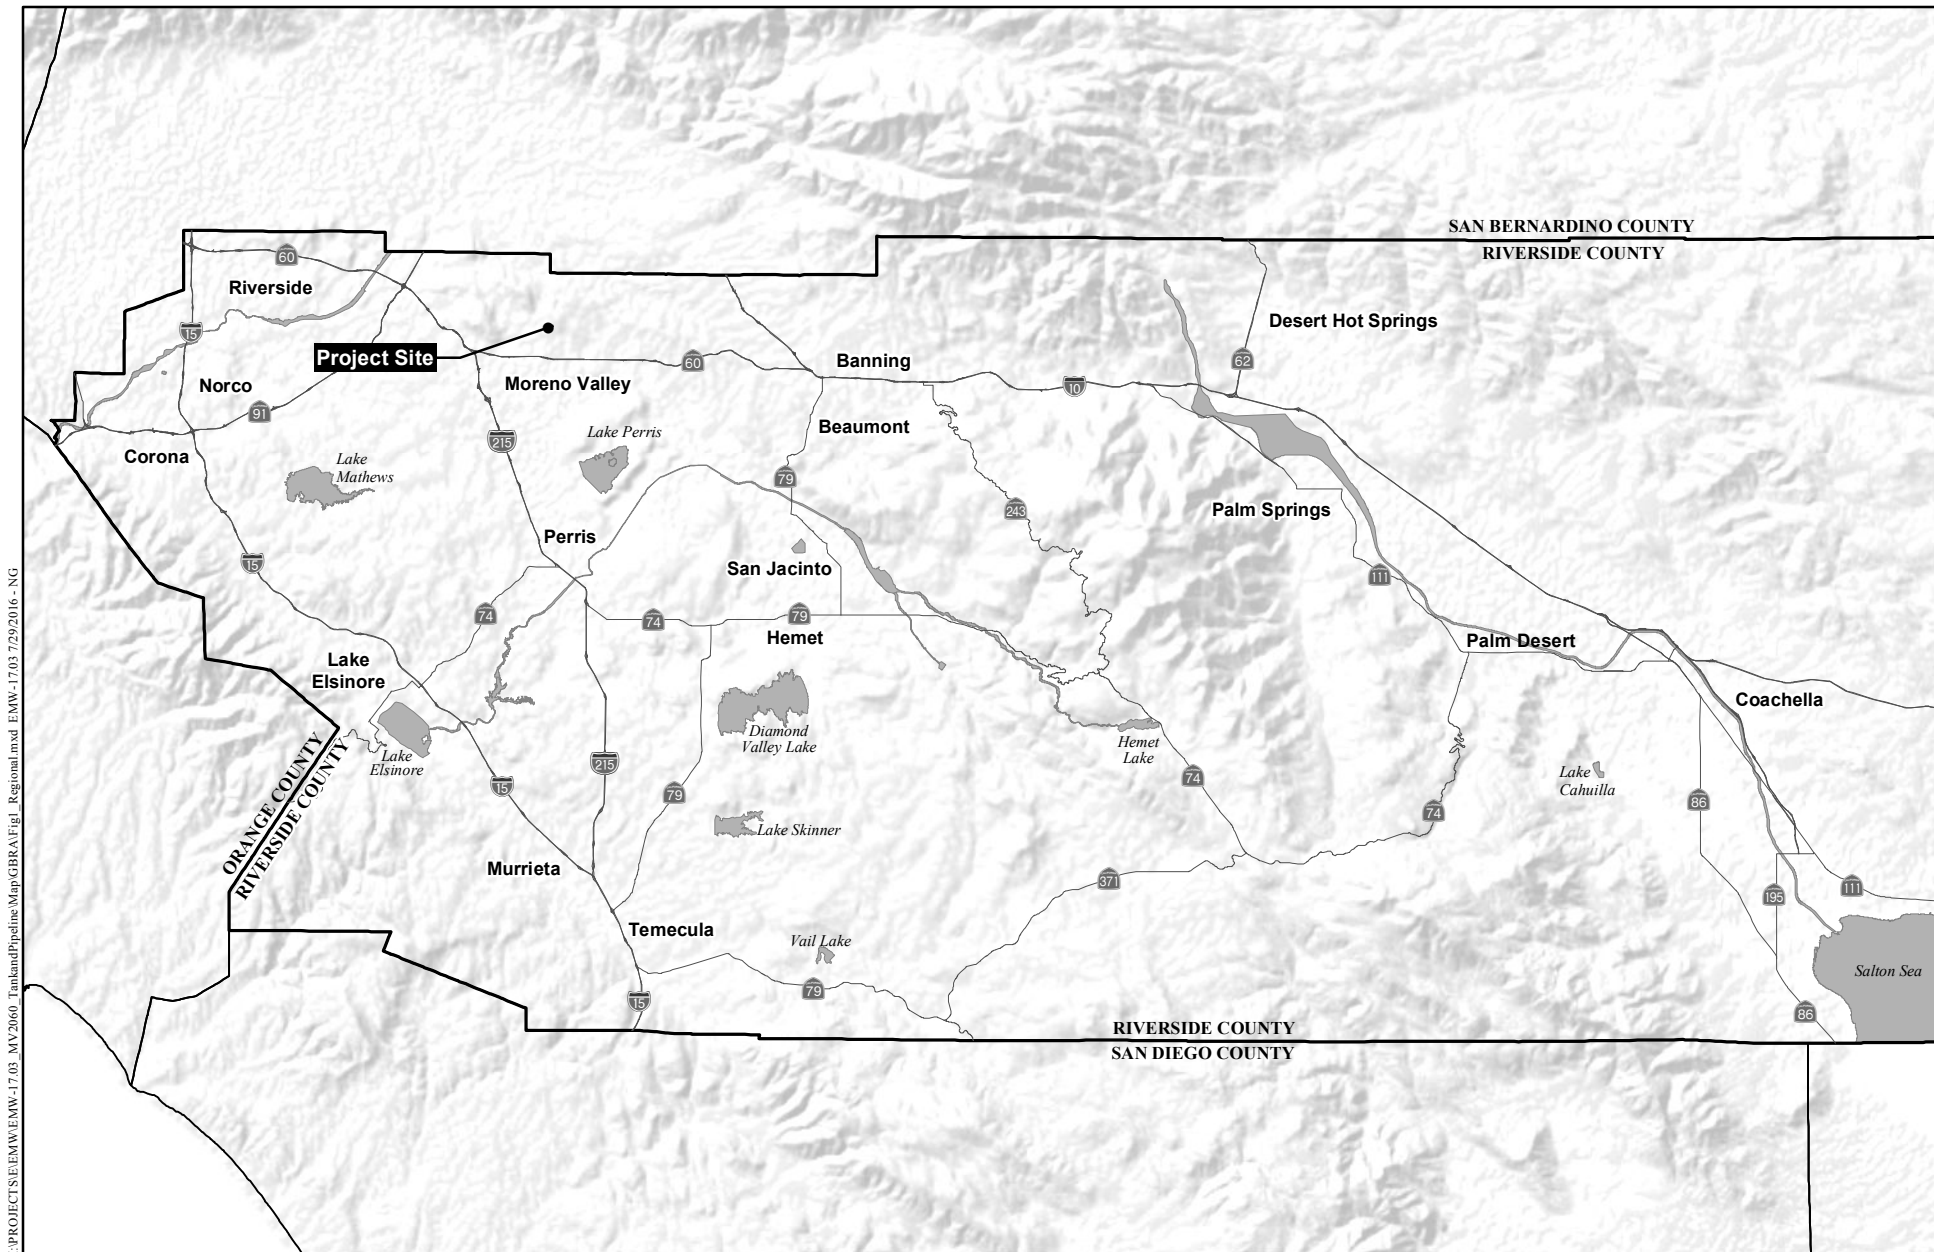 SAN BERNARDINO COUNTY
RIVERSIDE COUNTY
60
Riverside
Desert Hot Springs
15
Project Site
60
Banning
62
Norco
Moreno Valley
10
91
Beaumont
Lake Perris
215
Corona
Lake
Mathews
79
243
Palm Springs
Perris
15
San Jacinto
111
74
74
79
Hemet
Palm Desert
Lake
Elsinore
Coachella
Diamond
Valley Lake
Hemet
Lake
Lake
Elsinore
ORANGE COUNTY
RIVERSIDE COUNTY
215
15
79
74
Lake
Cahuilla
86
74
Lake Skinner
Murrieta
371
195
111
Temecula
Vail Lake
Salton Sea
79
15
86
RIVERSIDE COUNTY
SAN DIEGO COUNTY
:\PROJECTS\E\EMW\EMW-17.03_MV2060_TankandPipeline\Map\GBRA\Fig1_Regional.mxd EMW-17.03 7/29/2016 - NG